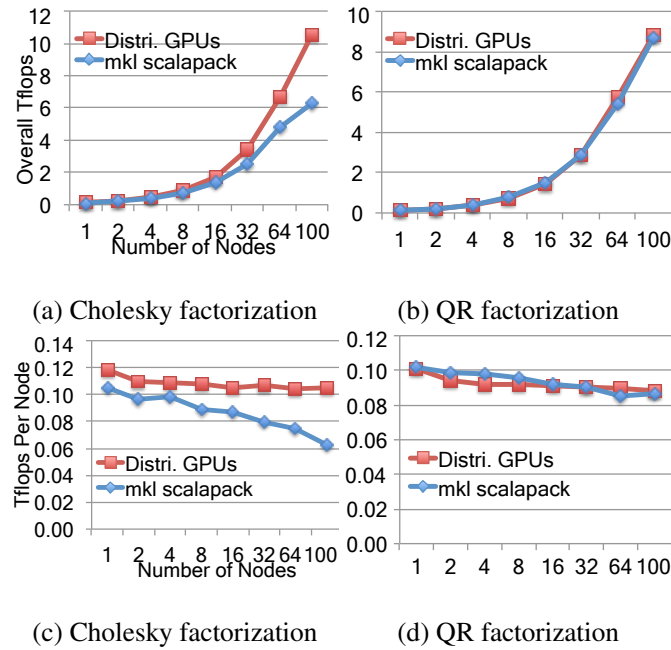 12
10
8
6
4
2
0
Overall Tflops
Distri. GPUs
mkl scalapack
1 2 4 8 16 32 64 100
Number of Nodes
(a) Cholesky factorization
10
8
6
4
2
0
Distri. GPUs
mkl scalapack
1 2 4 8 16 32 64 100
(b) QR factorization
0.14
0.12
0.10
0.08
0.06
0.04
0.02
0.00
Tflops Per Node
Distri. GPUs
mkl scalapack
1 2 4 8 16 32 64 100
Number of Nodes
(c) Cholesky factorization
0.12
0.10
0.08
0.06
0.04
0.02
0.00
Distri. GPUs
mkl scalapack
1 2 4 8 16 32 64 100
(d) QR factorization